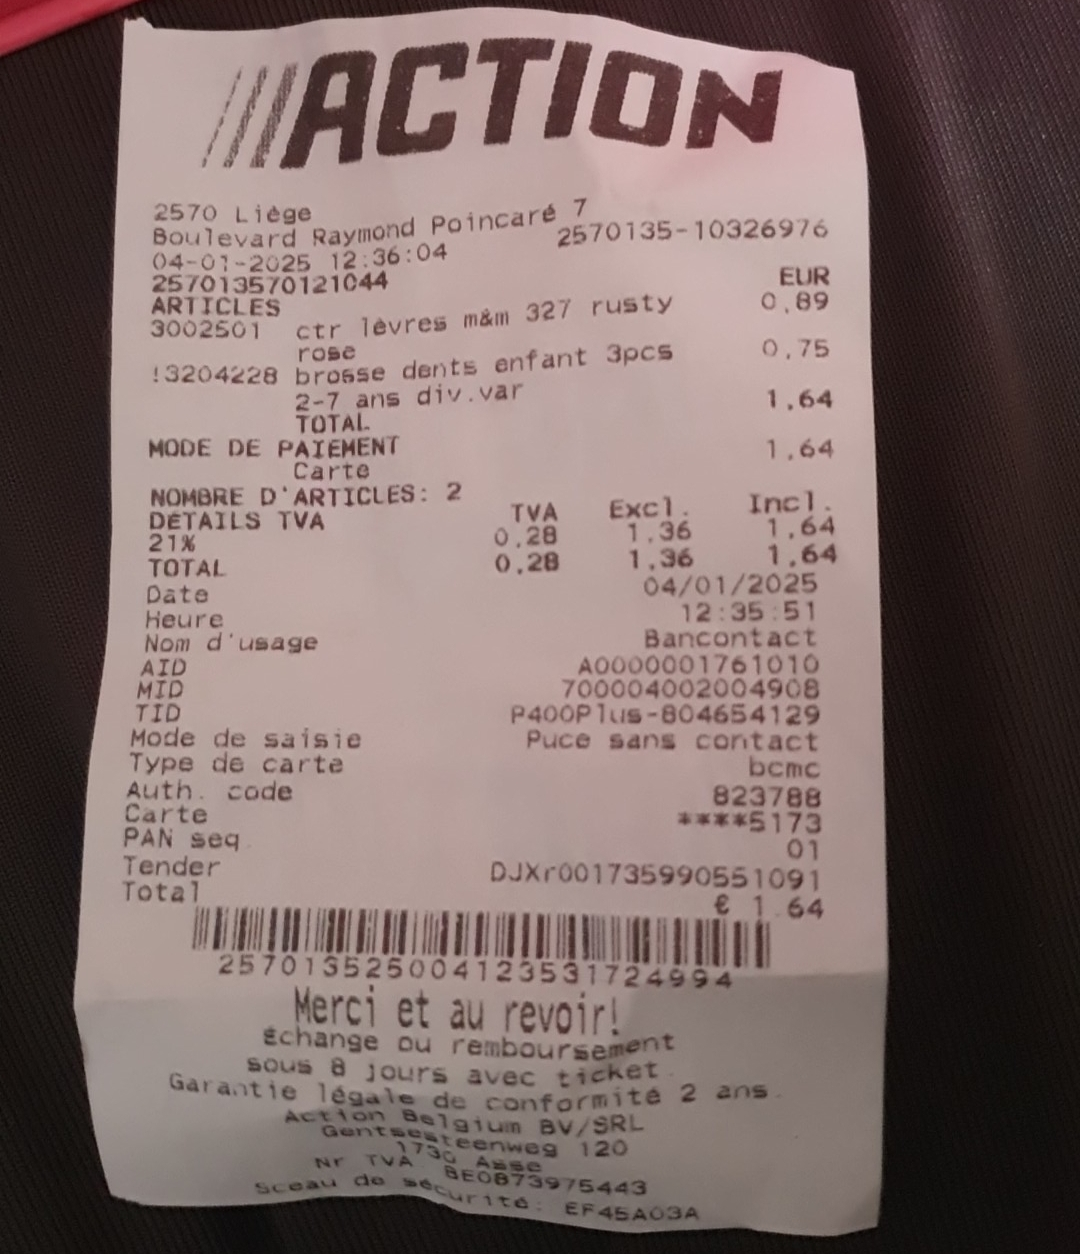 ///ACTION
2570 Liège
Boulevard Raymond Poincaré 7
04-01-2025 12:36:04 2570135-10326976
257013570121044
ARTICLES EUR
3002501 ctr lèvres m&m 327 rusty 0,89
rose
!3204228 brosse dents enfant 3pcs 0,75
2-7 ans div.var
TOTAL 1,64
MODE DE PAIEMENT
Carte 1,64
NOMBRE D'ARTICLES: 2
DÉTAILS TVA TVA Excl. Incl.
21% 0,28 1,36 1,64
TOTAL 0,28 1,36 1,64
Date 04/01/2025
Heure 12:35:51
Nom d'usage Bancontact
AID A0000001761010
MID 700004002004908
TID P400Plus-804654129
Mode de saisie Puce sans contact
Type de carte bcmc
Auth. code 823788
Carte ****5173
PAN seq. 01
Tender DJXr001735990551091
Total € 1.64
257013525004123531724994
Merci et au revoir!
Échange ou remboursement
sous 8 jours avec ticket.
Garantie légale de conformité 2 ans.
Action Belgium BV/SRL
Gentsesteenweg 120
1730 Asse
Nr TVA BE0873975443
Sceau de sécurité: EF45A03A